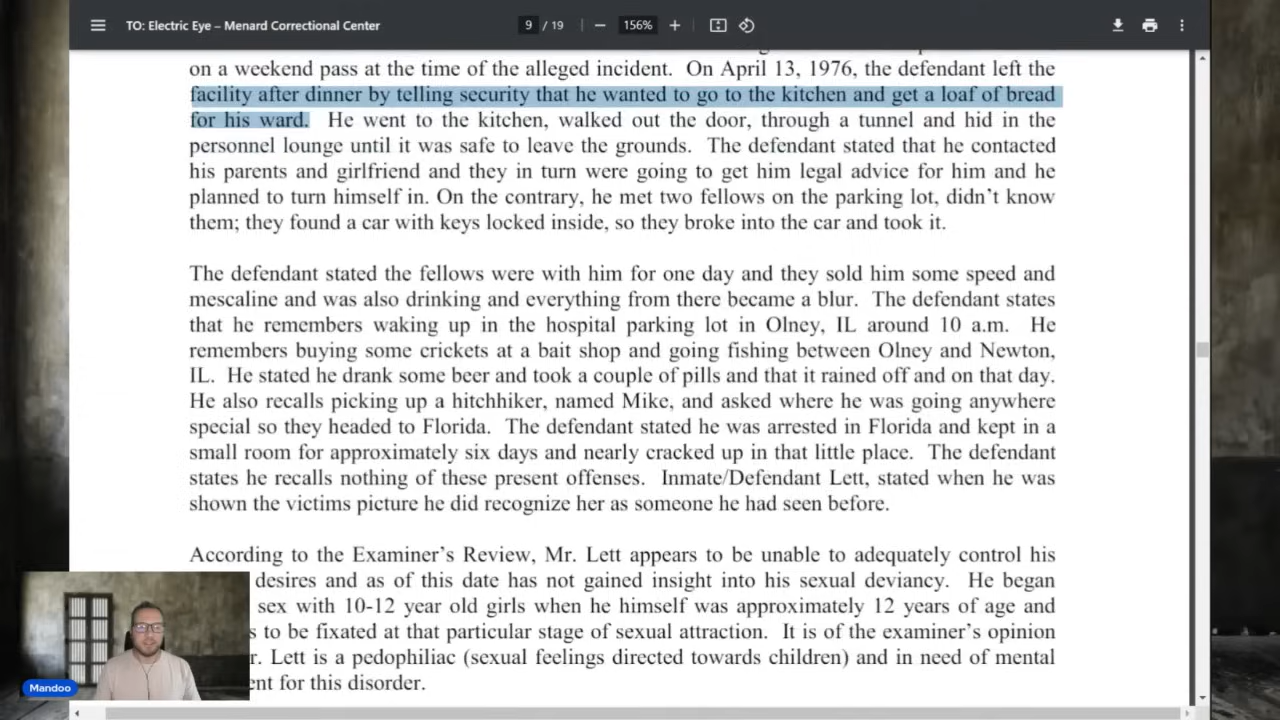 TO: Electric Eye – Menard Correctional Center
9 / 19
156%
on a weekend pass at the time of the alleged incident. On April 13, 1976, the defendant left the
facility after dinner by telling security that he wanted to go to the kitchen and get a loaf of bread
for his ward. He went to the kitchen, walked out the door, through a tunnel and hid in the
personnel lounge until it was safe to leave the grounds. The defendant stated that he contacted
his parents and girlfriend and they in turn were going to get him legal advice for him and he
planned to turn himself in. On the contrary, he met two fellows on the parking lot, didn't know
them; they found a car with keys locked inside, so they broke into the car and took it.
The defendant stated the fellows were with him for one day and they sold him some speed and
mescaline and was also drinking and everything from there became a blur. The defendant states
that he remembers waking up in the hospital parking lot in Olney, IL around 10 a.m. He
remembers buying some crickets at a bait shop and going fishing between Olney and Newton,
IL. He stated he drank some beer and took a couple of pills and that it rained off and on that day.
He also recalls picking up a hitchhiker, named Mike, and asked where he was going anywhere
special so they headed to Florida. The defendant stated he was arrested in Florida and kept in a
small room for approximately six days and nearly cracked up in that little place. The defendant
states he recalls nothing of these present offenses. Inmate/Defendant Lett, stated when he was
shown the victims picture he did recognize her as someone he had seen before.
According to the Examiner's Review, Mr. Lett appears to be unable to adequately control his
desires and as of this date has not gained insight into his sexual deviancy. He began
sex with 10-12 year old girls when he himself was approximately 12 years of age and
to be fixated at that particular stage of sexual attraction. It is of the examiner's opinion
Lett is a pedophiliac (sexual feelings directed towards children) and in need of mental
for this disorder.
Mandoo